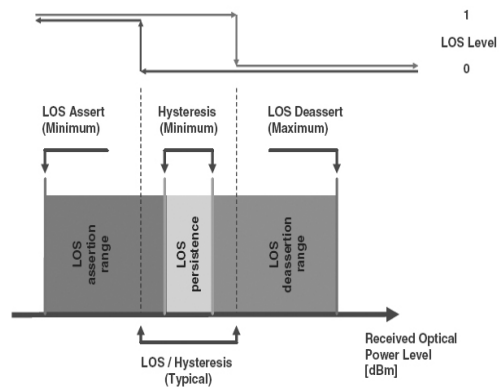 1
LOS Level
0
LOS Assert
(Minimum)
Hysteresis
(Minimum)
LOS Deassert
(Maximum)
LOS
assertion
range
LOS
persistence
LOS
deassertion
range
LOS / Hysteresis
(Typical)
Received Optical
Power Level
[dBm]